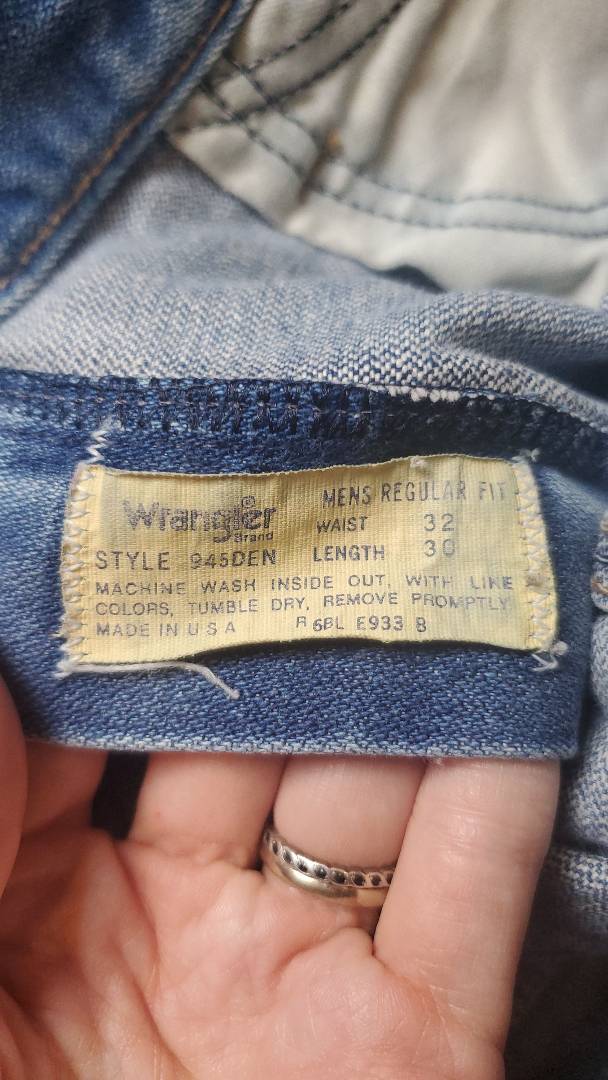 Wrangler® MENS REGULAR FIT
Brand WAIST 32
STYLE 945DEN LENGTH 30
MACHINE WASH INSIDE OUT, WITH LIKE
COLORS, TUMBLE DRY, REMOVE PROMPTLY
MADE IN U S A R 6BL E933 8